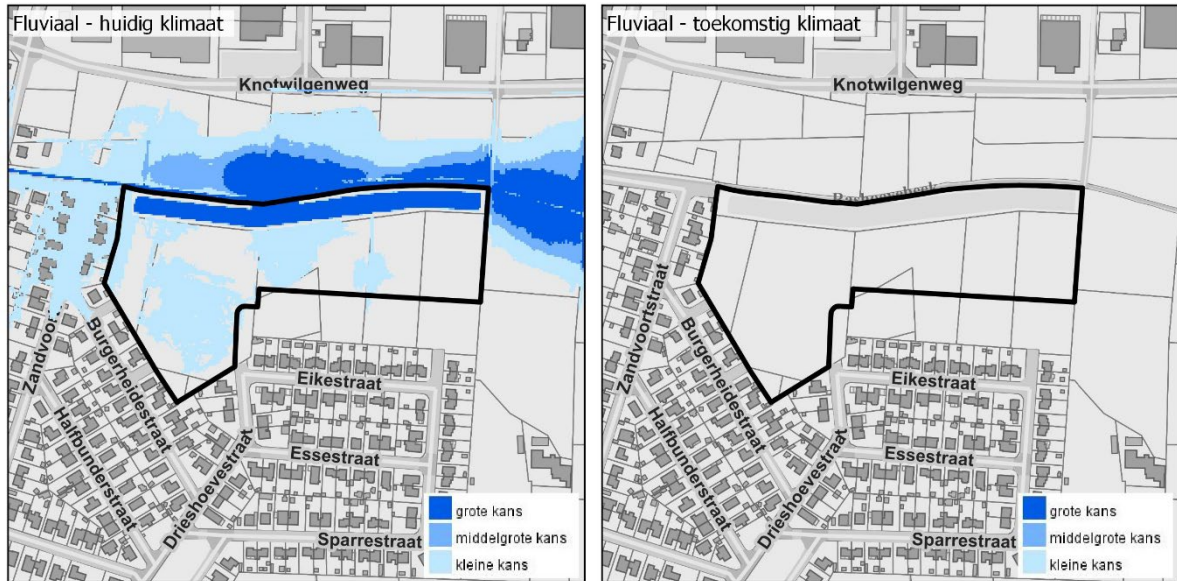 Fluviaal - huidig klimaat
Knotwilgenweg
Zandvoort
Burgerheidestraat
Halfbunderstraat
Drieshoevestraat
Eikestraat
Essestraat
Sparrestraat
grote kans
middelgrote kans
kleine kans
Fluviaal - toekomstig klimaat
Knotwilgenweg
Zandvoortstraat
Burgerheidestraat
Halfbunderstraat
Drieshoevestraat
Eikestraat
Essestraat
Sparrestraat
grote kans
middelgrote kans
kleine kans